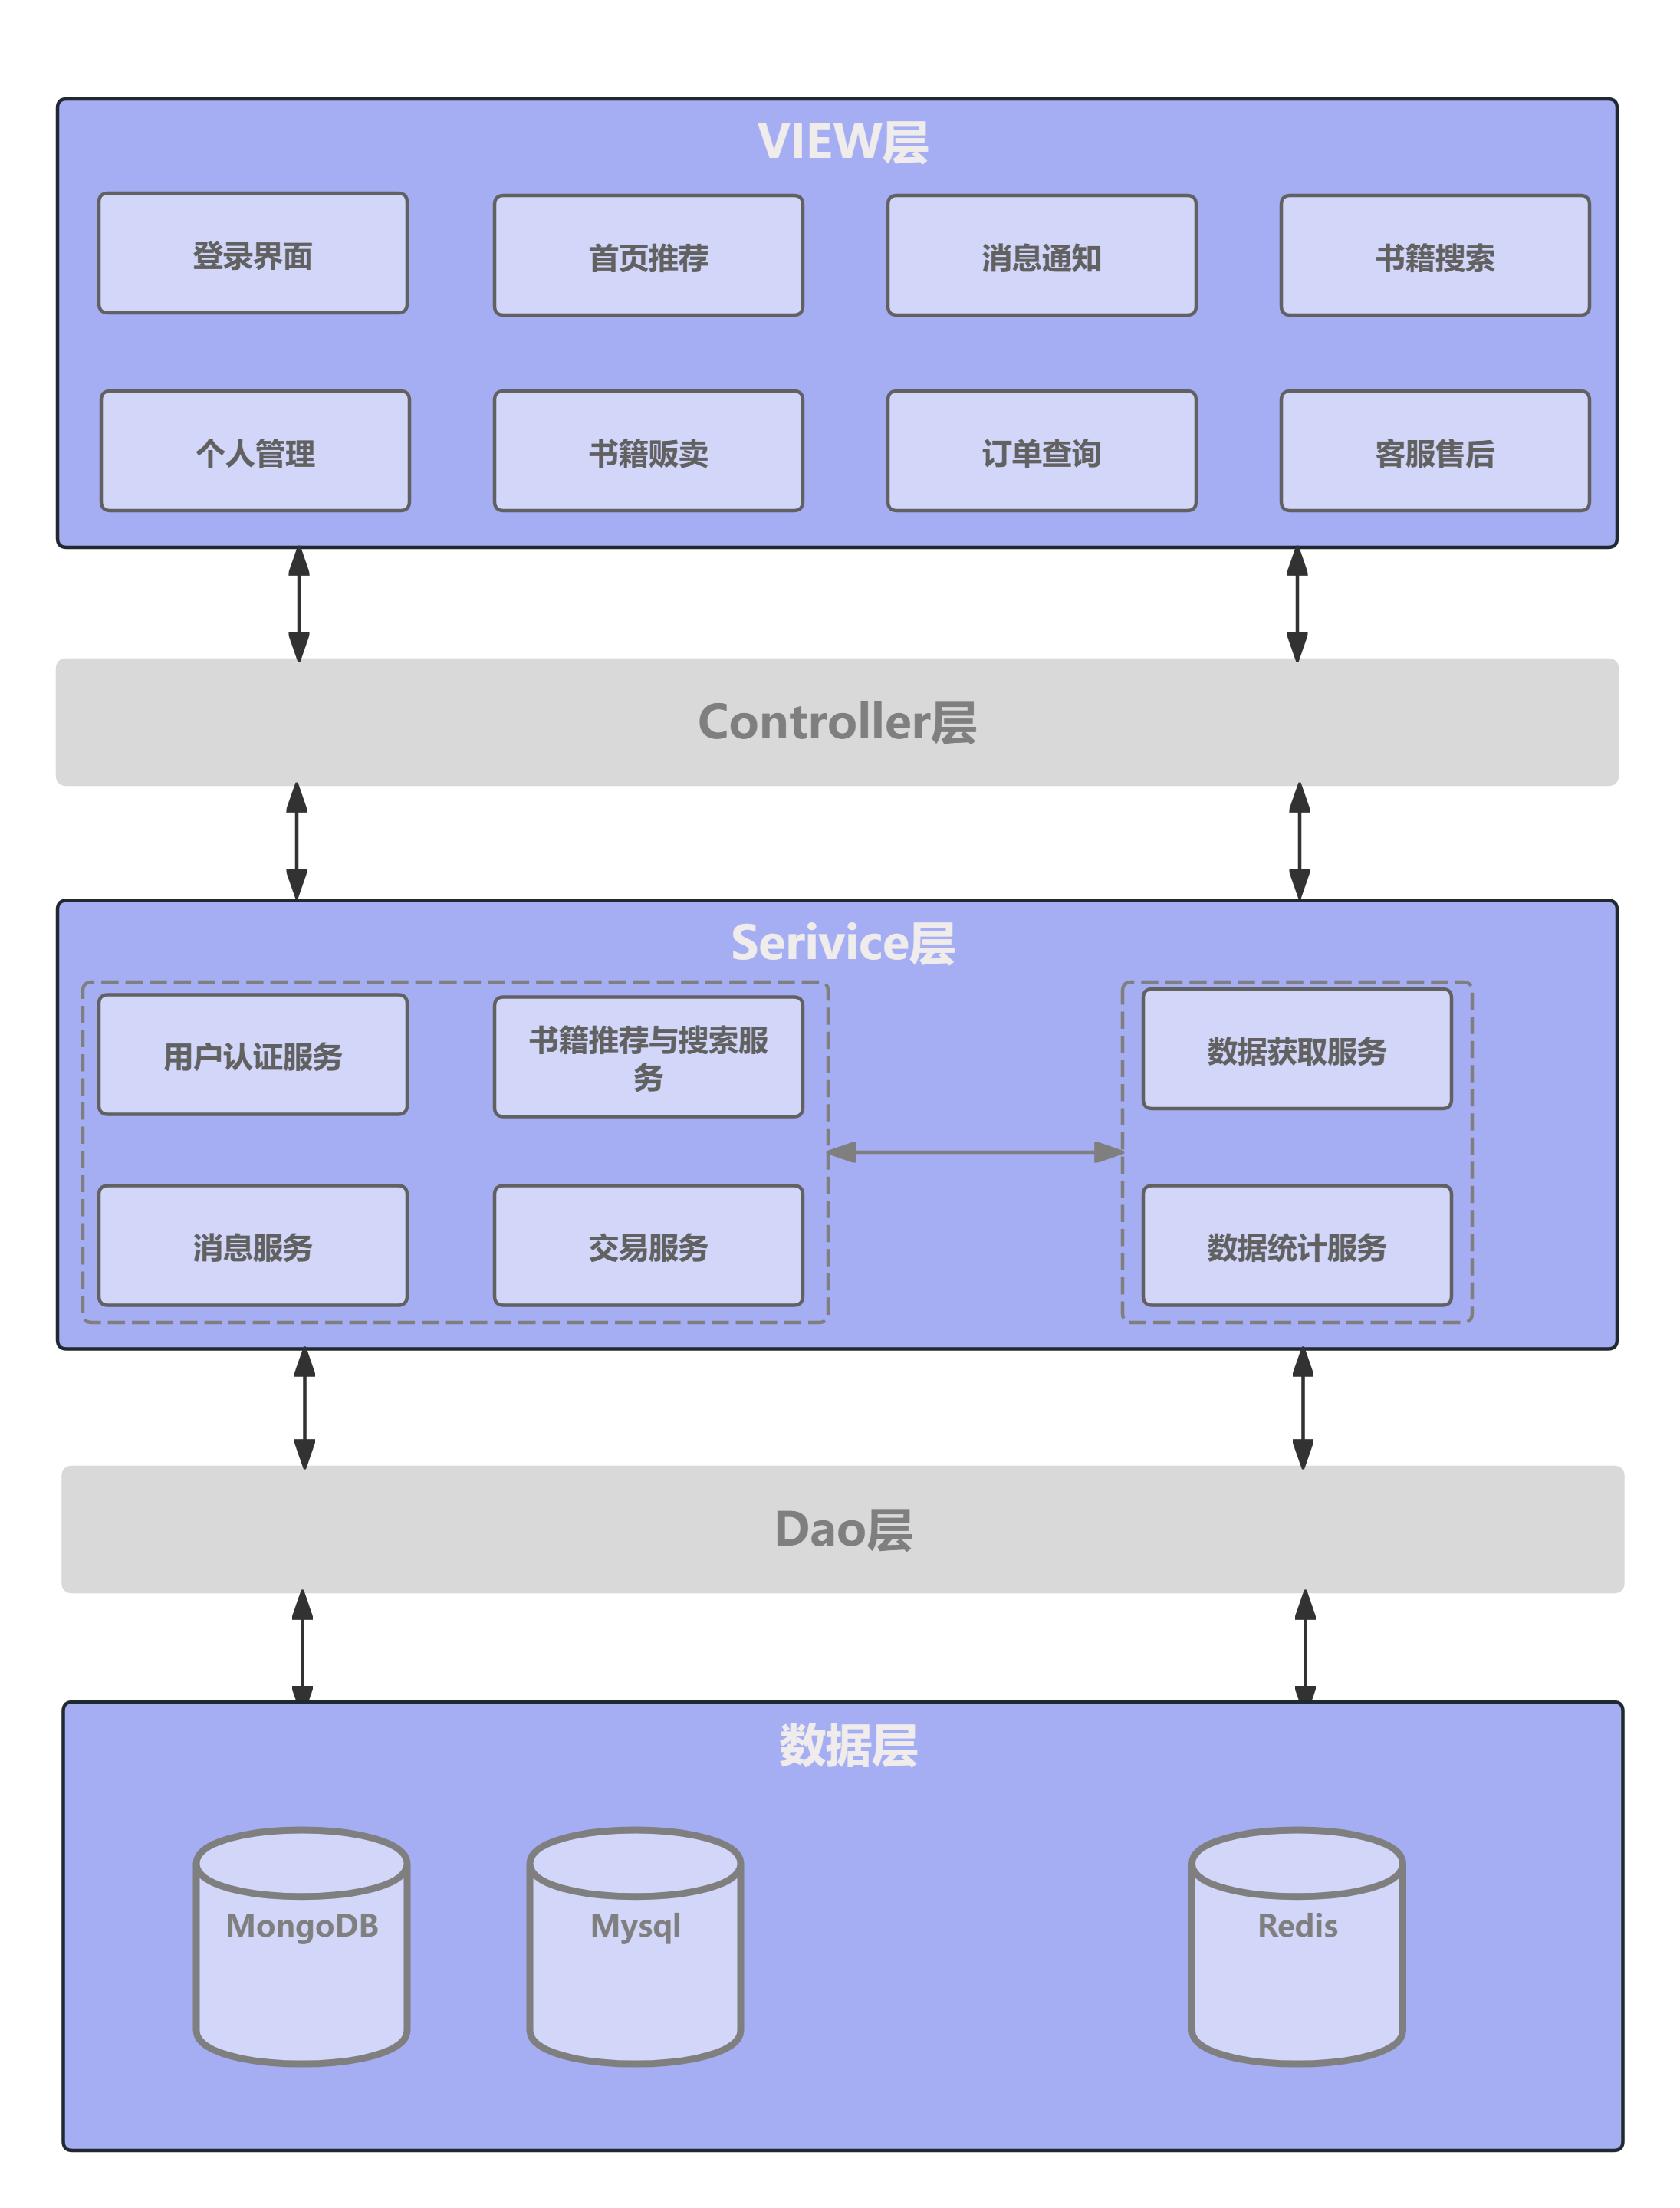 VIEW层
登录界面
首页推荐
消息通知
书籍搜索
个人管理
书籍贩卖
订单查询
客服售后
Controller层
Serivice层
用户认证服务
书籍推荐与搜索服
务
数据获取服务
消息服务
交易服务
数据统计服务
Dao层
数据层
MongoDB
Mysql
Redis